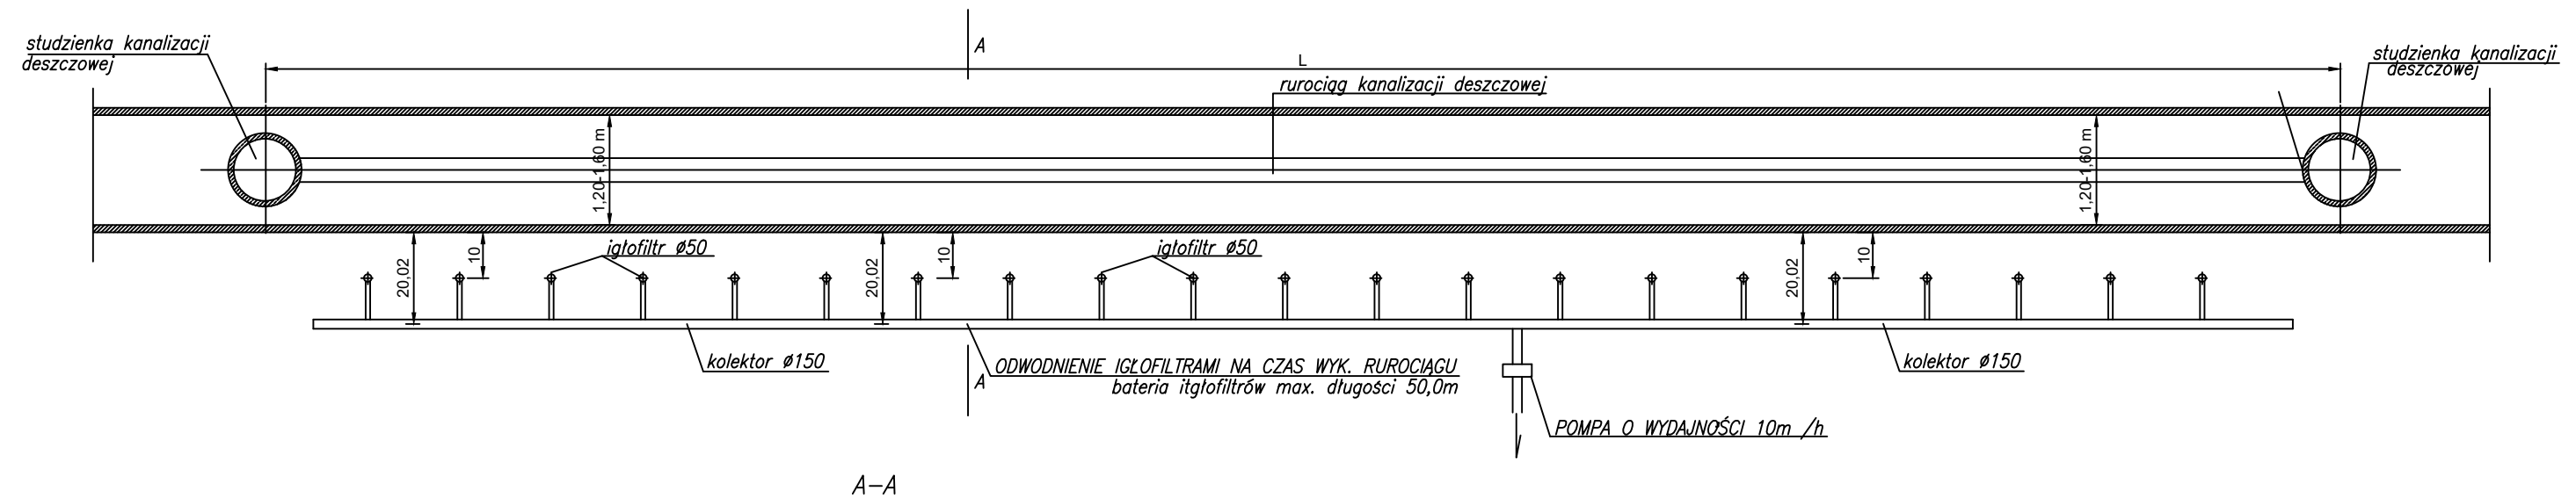 studzienka kanalizacji
deszczowej
A
L
studzienka kanalizacji
deszczowej
rurociąg kanalizacji deszczowej
1,20-1,60 m
1,20-1,60 m
20,02
10
igłofiltr ø50
20,02
10
igłofiltr ø50
20,02
10
kolektor ø150
A
ODWODNIENIE IGŁOFILTRAMI NA CZAS WYK. RUROCIĄGU
bateria itgłofiltrów max. długości 50,0m
kolektor ø150
POMPA O WYDAJNOŚCI 10m /h
A-A